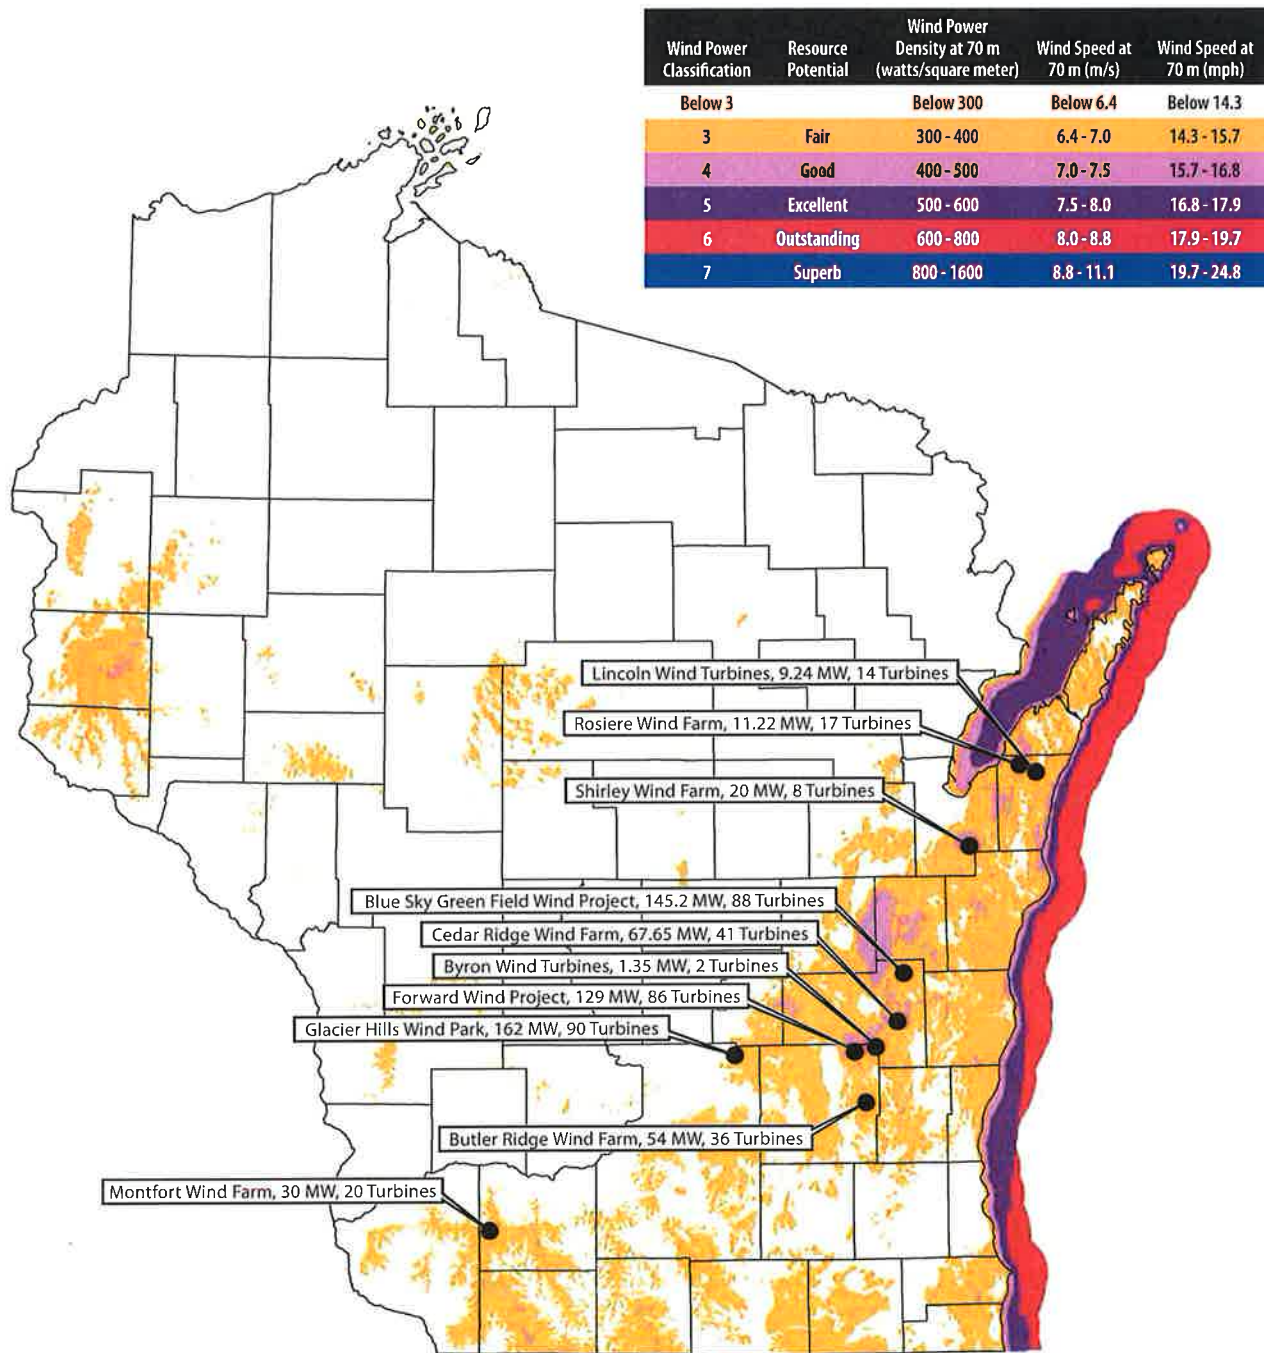 Wind Power Classification Resource Potential Wind Power Density at 70 m (watts/square meter) Wind Speed at 70 m (m/s) Wind Speed at 70 m (mph)
Below 3 Below 300 Below 6.4 Below 14.3
3 Fair 300 - 400 6.4 - 7.0 14.3 - 15.7
4 Good 400 - 500 7.0 - 7.5 15.7 - 16.8
5 Excellent 500 - 600 7.5 - 8.0 16.8 - 17.9
6 Outstanding 600 - 800 8.0 - 8.8 17.9 - 19.7
7 Superb 800 - 1600 8.8 - 11.1 19.7 - 24.8
Lincoln Wind Turbines, 9.24 MW, 14 Turbines
Rosiere Wind Farm, 11.22 MW, 17 Turbines
Shirley Wind Farm, 20 MW, 8 Turbines
Blue Sky Green Field Wind Project, 145.2 MW, 88 Turbines
Cedar Ridge Wind Farm, 67.65 MW, 41 Turbines
Byron Wind Turbines, 1.35 MW, 2 Turbines
Forward Wind Project, 129 MW, 86 Turbines
Glacier Hills Wind Park, 162 MW, 90 Turbines
Butler Ridge Wind Farm, 54 MW, 36 Turbines
Montfort Wind Farm, 30 MW, 20 Turbines